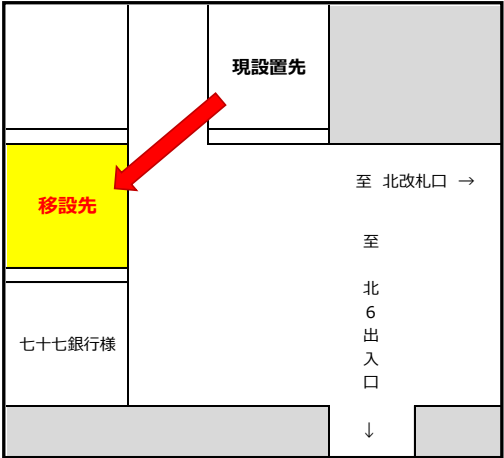 現設置先
移設先
至 北改札口 →
至 北6出入口 ↓
七十七銀行様